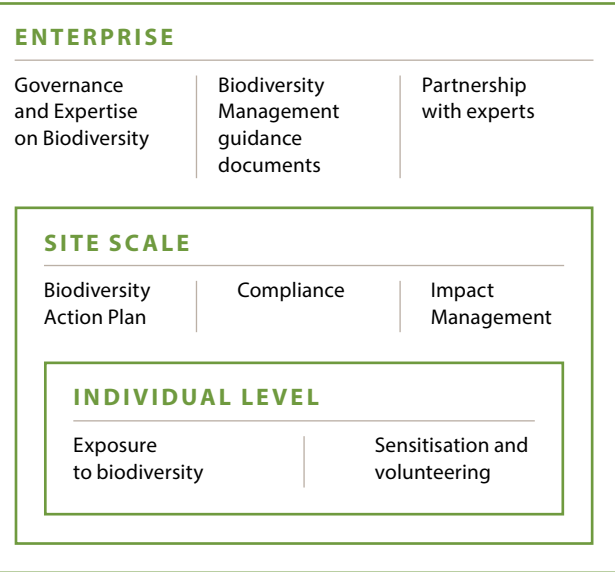 ENTERPRISE
Governance
and Expertise
on Biodiversity
Biodiversity
Management
guidance
documents
Partnership
with experts
SITE SCALE
Biodiversity
Action Plan
Compliance
Impact
Management
INDIVIDUAL LEVEL
Exposure
to biodiversity
Sensitisation and
volunteering